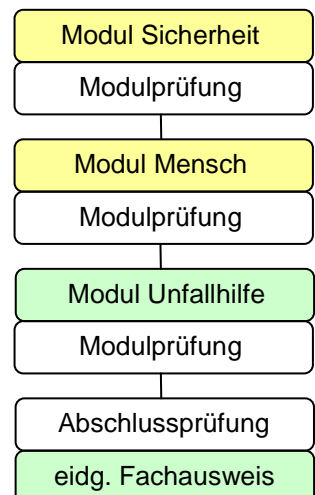 Modul Sicherheit
Modulprüfung
Modul Mensch
Modulprüfung
Modul Unfallhilfe
Modulprüfung
Abschlussprüfung
eidg. Fachausweis